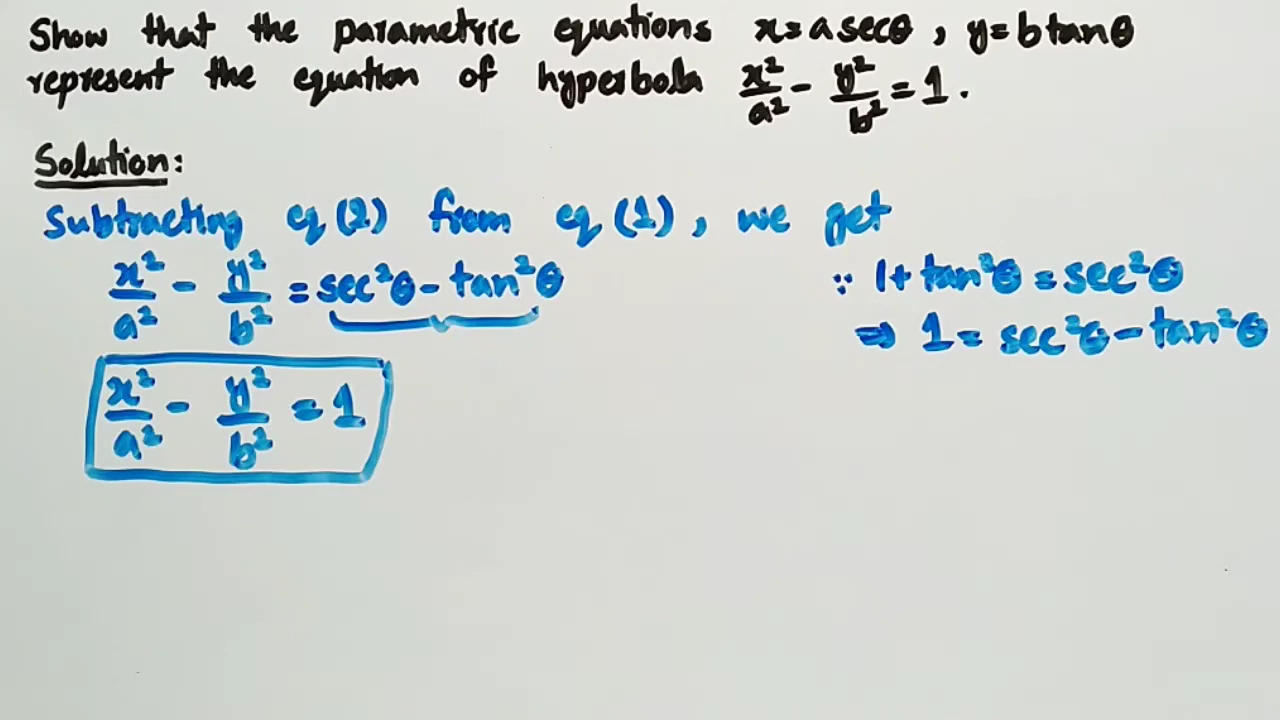 Show that the parametric equations x = a secθ , y = b tanθ
represent the equation of hyperbola x²/a² - y²/b² = 1 .
Solution:
Subtracting eq (2) from eq (1), we get
x²/a² - y²/b² = sec²θ - tan²θ
∵ 1 + tan²θ = sec²θ
⇒ 1 = sec²θ - tan²θ
x²/a² - y²/b² = 1